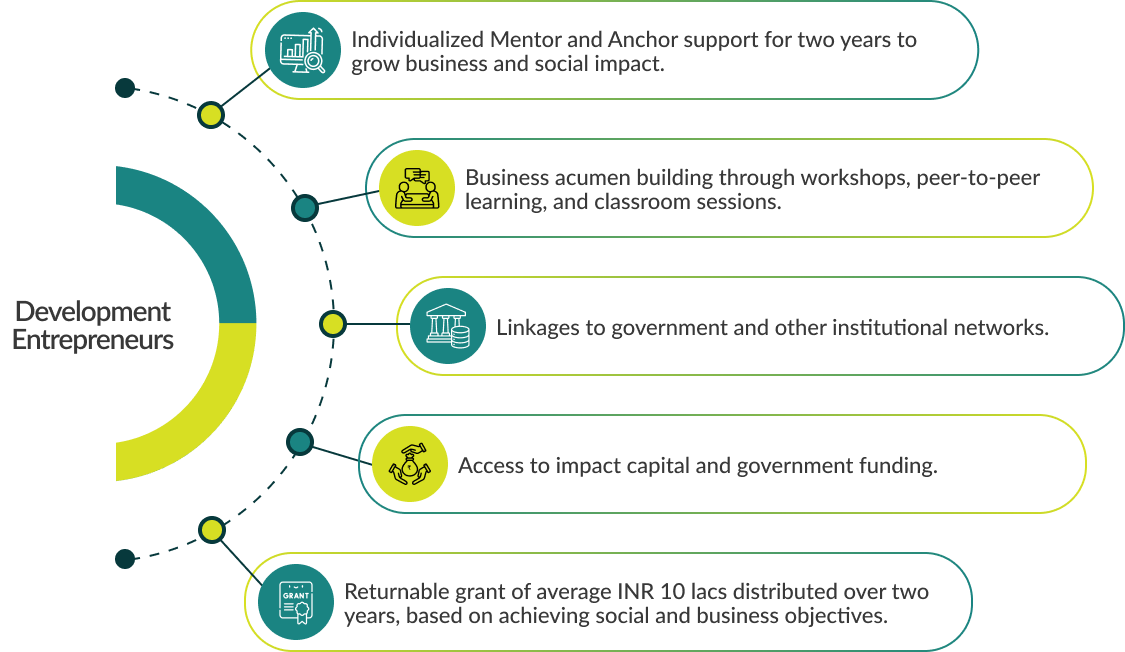 Individualized Mentor and Anchor support for two years to
grow business and social impact.
Business acumen building through workshops, peer-to-peer
learning, and classroom sessions.
Development
Entrepreneurs
Linkages to government and other institutional networks.
Access to impact capital and government funding.
₹
GRANT
Returnable grant of average INR 10 lacs distributed over two
years, based on achieving social and business objectives.